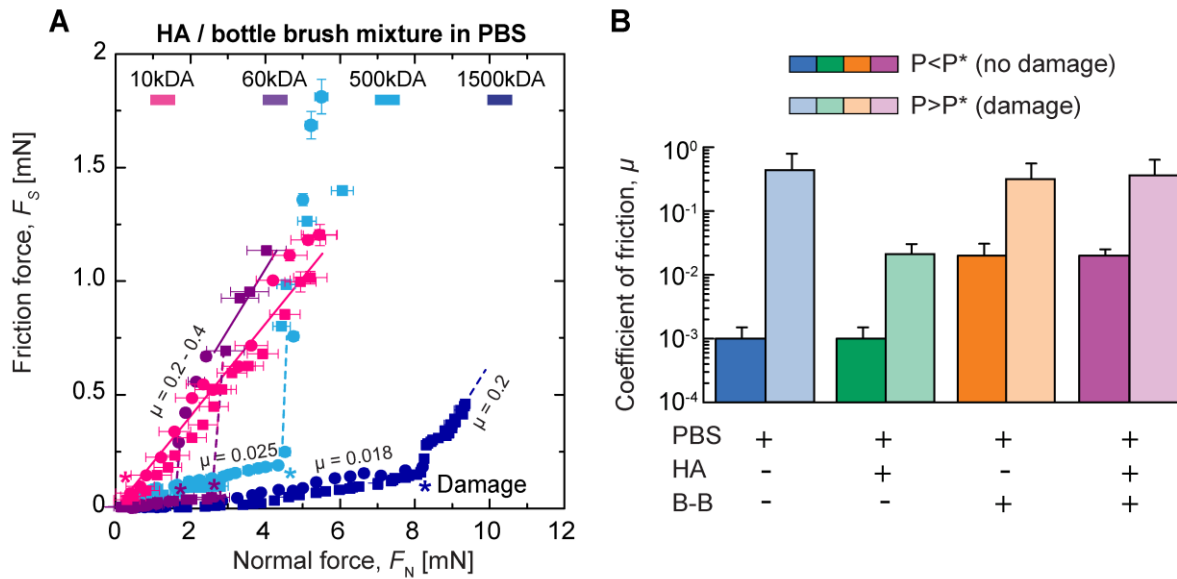 A
HA / bottle brush mixture in PBS
10kDA 60kDA 500kDA 1500kDA
Friction force, Fₛ [mN]
2
1.5
1.0
0.5
0
μ = 0.2 - 0.4
μ = 0.025
μ = 0.018
μ = 0.2
* Damage
0 2 4 6 8 10 12
Normal force, F_N [mN]
B
P<P* (no damage)
P>P* (damage)
Coefficient of friction, μ
10⁰
10⁻¹
10⁻²
10⁻³
10⁻⁴
PBS + + + +
HA - + - +
B-B - - + +